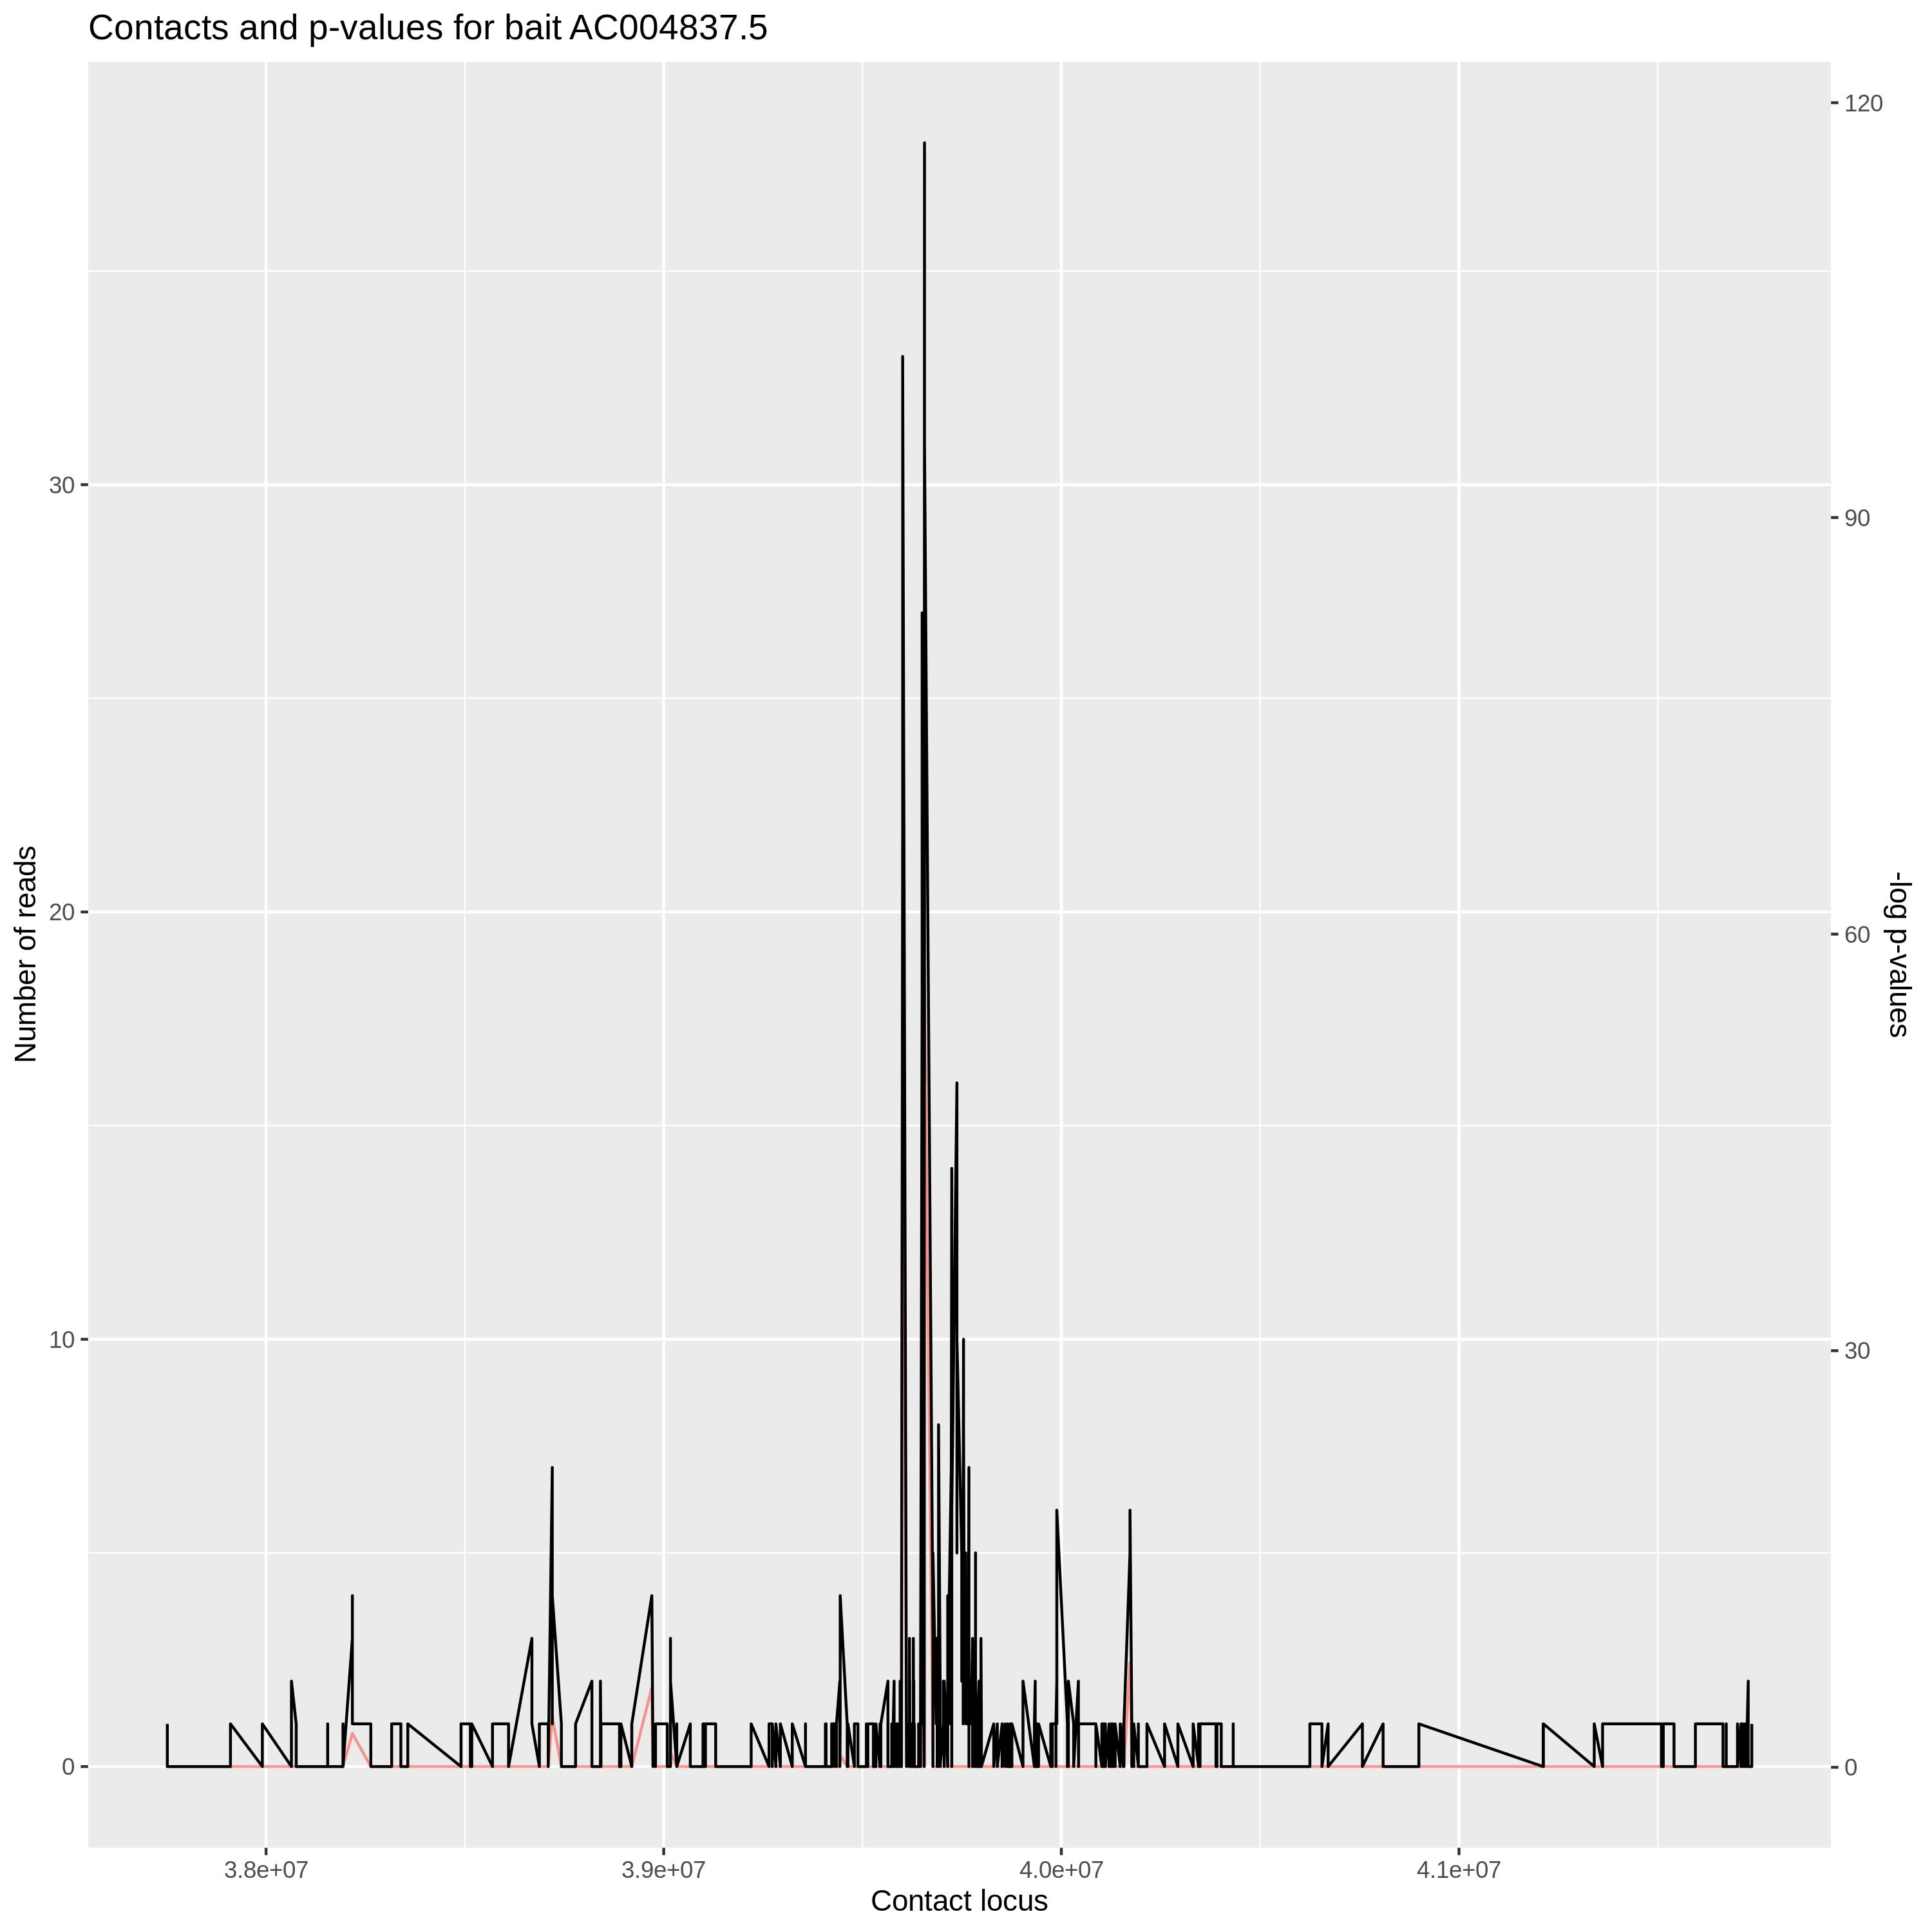 Contacts and p-values for bait AC004837.5
Number of reads
30
20
10
0
120
90
60
30
0
-log p-values
3.8e+07
3.9e+07
4.0e+07
4.1e+07
Contact locus